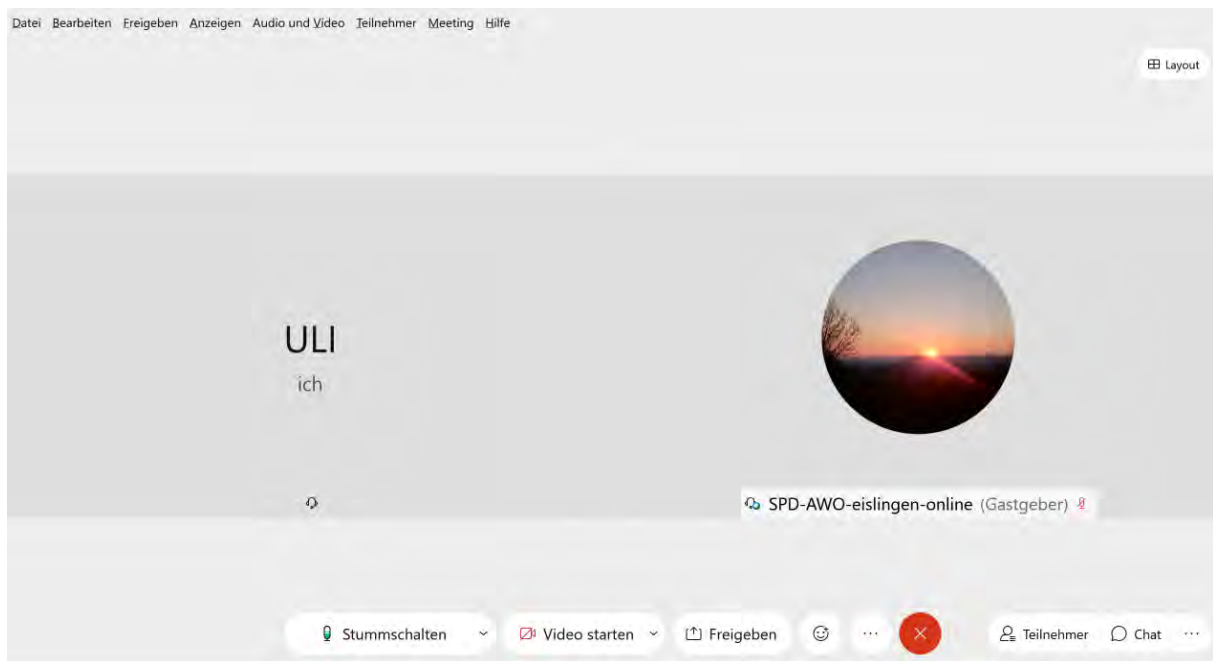 Datei Bearbeiten Freigeben Anzeigen Audio und Video Teilnehmer Meeting Hilfe
Layout
ULI
ich
SPD-AWO-eislingen-online (Gastgeber)
Stummschalten Video starten Freigeben Teilnehmer Chat